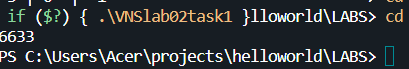 if ($?) { .\VNSlab02task1 }lloworld\LABS> cd
6633
PS C:\Users\Acer\projects\helloworld\LABS>